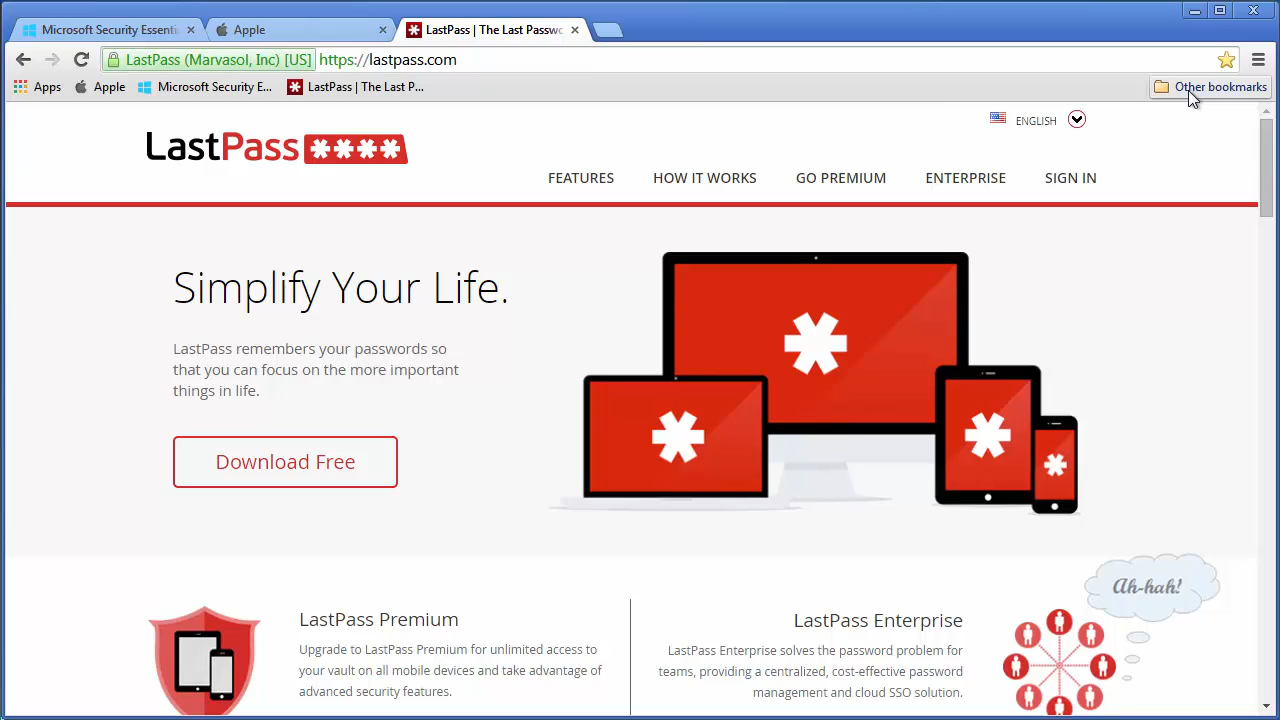 Microsoft Security Essenti
Apple
LastPass | The Last Passwo
LastPass (Marvasol, Inc) [US] https://lastpass.com
Apps Apple Microsoft Security E... LastPass | The Last P... Other bookmarks
ENGLISH
LastPass ****
FEATURES HOW IT WORKS GO PREMIUM ENTERPRISE SIGN IN
Simplify Your Life.
LastPass remembers your passwords so
that you can focus on the more important
things in life.
Download Free
Ah-hah!
LastPass Premium
Upgrade to LastPass Premium for unlimited access to
your vault on all mobile devices and take advantage of
advanced security features.
LastPass Enterprise
LastPass Enterprise solves the password problem for
teams, providing a centralized, cost-effective password
management and cloud SSO solution.